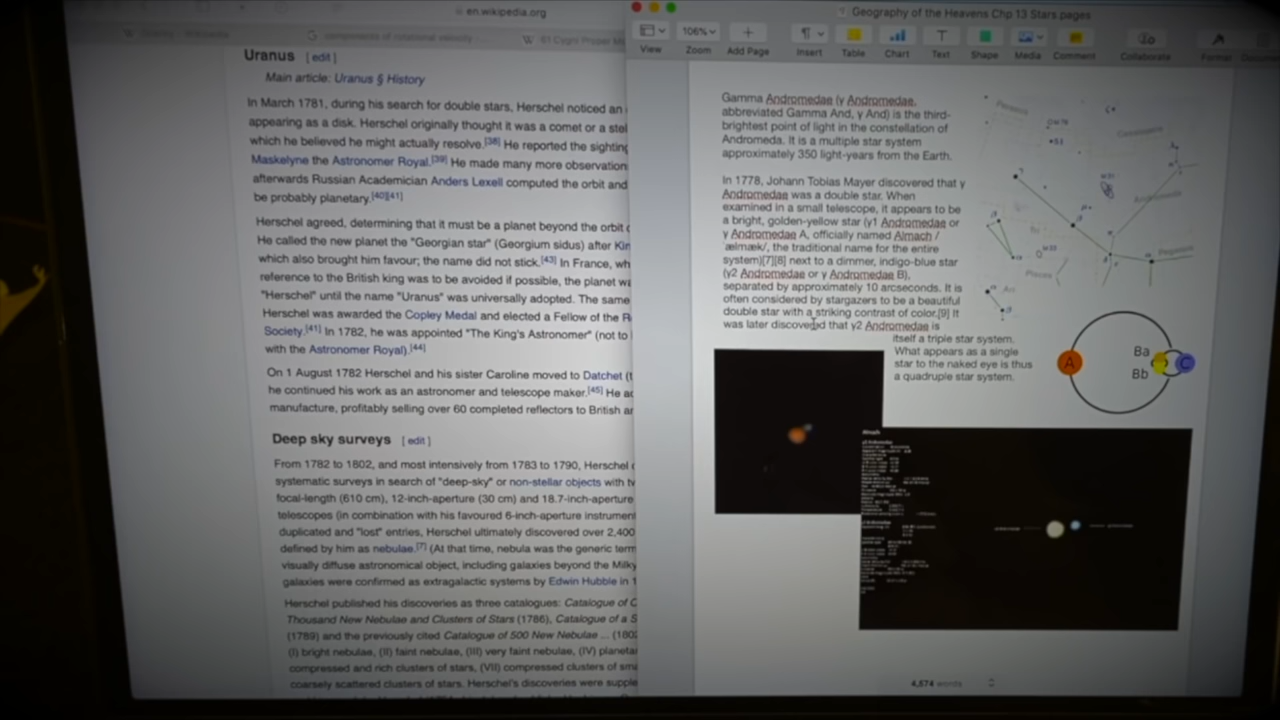 en.wikipedia.org
Uranus [ edit ]
Main article: Uranus § History
In March 1781, during his search for double stars, Herschel noticed an
appearing as a disk. Herschel originally thought it was a comet or a stel
which he believed he might actually resolve.[38] He reported the sighting
Maskelyne the Astronomer Royal.[39] He made many more observation
afterwards Russian Academician Anders Lexell computed the orbit and
be probably planetary.[40][41]
Herschel agreed, determining that it must be a planet beyond the orbit
He called the new planet the "Georgian star" (Georgium sidus) after Kin
which also brought him favour; the name did not stick.[43] In France, wh
reference to the British king was to be avoided if possible, the planet wa
"Herschel" until the name "Uranus" was universally adopted. The same
Herschel was awarded the Copley Medal and elected a Fellow of the R
Society.[41] In 1782, he was appointed "The King's Astronomer" (not to
with the Astronomer Royal).[44]
On 1 August 1782 Herschel and his sister Caroline moved to Datchet (
he continued his work as an astronomer and telescope maker.[45] He ac
manufacture, profitably selling over 60 completed reflectors to British ar
Deep sky surveys [ edit ]
From 1782 to 1802, and most intensively from 1783 to 1790, Herschel
systematic surveys in search of "deep-sky" or non-stellar objects with tw
focal-length (610 cm), 12-inch-aperture (30 cm) and 18.7-inch-aperture
telescopes (in combination with his favoured 6-inch-aperture instrument
duplicated and "lost" entries, Herschel ultimately discovered over 2,400
defined by him as nebulae.[7] (At that time, nebula was the generic term
visually diffuse astronomical object, including galaxies beyond the Milky
galaxies were confirmed as extragalactic systems by Edwin Hubble in 1
Herschel published his discoveries as three catalogues: Catalogue of C
Thousand New Nebulae and Clusters of Stars (1786), Catalogue of a S
(1789) and the previously cited Catalogue of 500 New Nebulae ... (1802
(I) bright nebulae, (II) faint nebulae, (III) very faint nebulae, (IV) planetar
compressed and rich clusters of stars, (VII) compressed clusters of sma
coarsely scattered clusters of stars. Herschel's discoveries were supple
Geography of the Heavens Chp 13 Stars pages
106%
View Zoom Add Page Insert Table Chart Text Shape Media Comment Collaborate Format
Gamma Andromedae (γ Andromedae,
abbreviated Gamma And, γ And) is the third-
brightest point of light in the constellation of
Andromeda. It is a multiple star system
approximately 350 light-years from the Earth.
In 1778, Johann Tobias Mayer discovered that γ
Andromedae was a double star. When
examined in a small telescope, it appears to be
a bright, golden-yellow star (γ1 Andromedae or
γ Andromedae A, officially named Almach /
ˈælmæk/, the traditional name for the entire
system)[7][8] next to a dimmer, indigo-blue star
(γ2 Andromedae or γ Andromedae B),
separated by approximately 10 arcseconds. It is
often considered by stargazers to be a beautiful
double star with a striking contrast of color.[9] It
was later discovered that γ2 Andromedae is
itself a triple star system.
What appears as a single
star to the naked eye is thus
a quadruple star system.
A
Ba
Bb
C
4,574 words